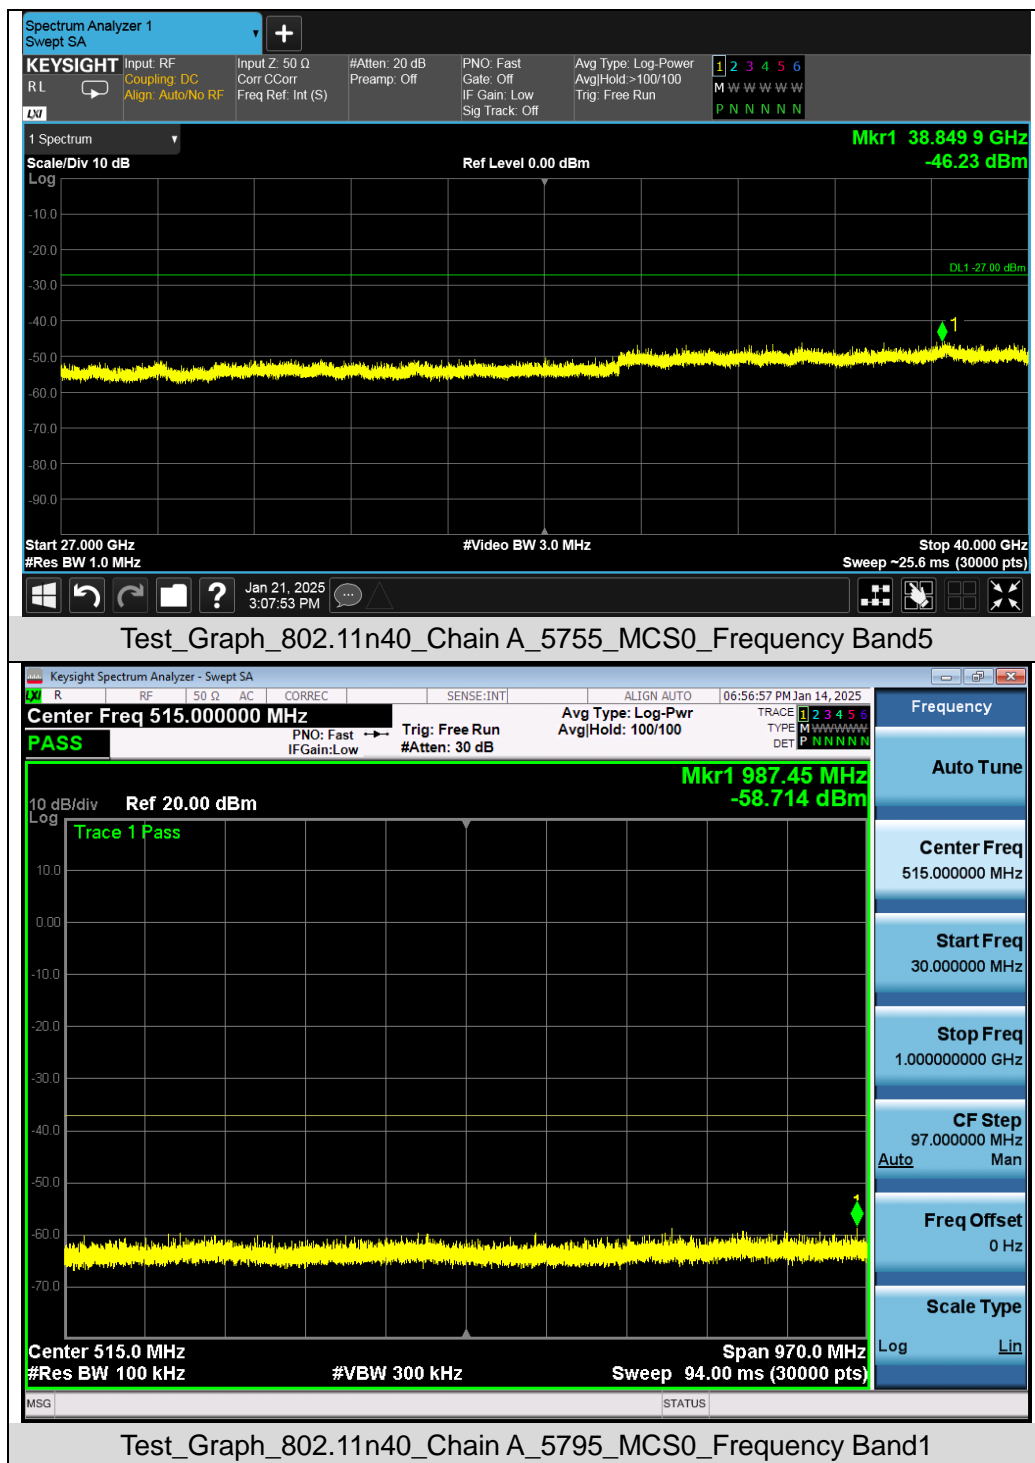 Spectrum Analyzer 1
Swept SA
+
KEYSIGHT Input: RF Input Z: 50 Ω #Atten: 20 dB PNO: Fast Avg Type: Log-Power 1 2 3 4 5 6
RL Coupling: DC Corr CCorr Preamp: Off Gate: Off Avg|Hold:>100/100 M W W W W W
Align: Auto/No RF Freq Ref: Int (S) IF Gain: Low Trig: Free Run
LXI Sig Track: Off P N N N N N
1 Spectrum Mkr1 38.849 9 GHz
Scale/Div 10 dB Ref Level 0.00 dBm -46.23 dBm
Log
-10.0
-20.0
DL1 -27.00 dBm
-30.0
-40.0
1
-50.0
-60.0
-70.0
-80.0
-90.0
Start 27.000 GHz #Video BW 3.0 MHz Stop 40.000 GHz
#Res BW 1.0 MHz Sweep ~25.6 ms (30000 pts)
? Jan 21, 2025
3:07:53 PM
Test_Graph_802.11n40_Chain A_5755_MCS0_Frequency Band5
Keysight Spectrum Analyzer - Swept SA
LXI R RF 50 Ω AC CORREC SENSE:INT ALIGN AUTO 06:56:57 PM Jan 14, 2025
Center Freq 515.000000 MHz Avg Type: Log-Pwr TRACE 1 2 3 4 5 6
PASS PNO: Fast Trig: Free Run Avg|Hold: 100/100 TYPE M W W W W W
IFGain:Low #Atten: 30 dB DET P N N N N N
Mkr1 987.45 MHz
10 dB/div Ref 20.00 dBm -58.714 dBm
Log
Trace 1 Pass
10.0
0.00
-10.0
-20.0
-30.0
-40.0
-50.0
1
-60.0
-70.0
Center 515.0 MHz Span 970.0 MHz
#Res BW 100 kHz #VBW 300 kHz Sweep 94.00 ms (30000 pts)
MSG STATUS
Frequency
Auto Tune
Center Freq
515.000000 MHz
Start Freq
30.000000 MHz
Stop Freq
1.000000000 GHz
CF Step
97.000000 MHz
Auto Man
Freq Offset
0 Hz
Scale Type
Log Lin
Test_Graph_802.11n40_Chain A_5795_MCS0_Frequency Band1